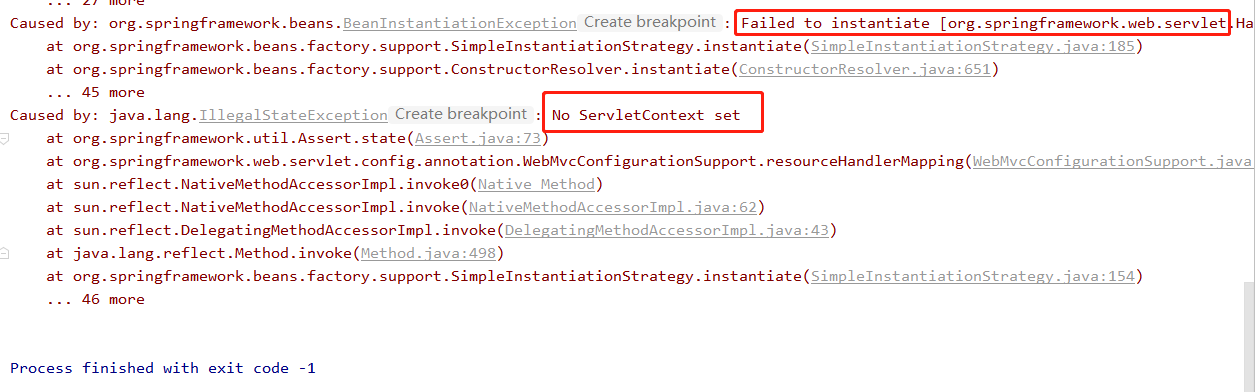 ... 27 more
Caused by: org.springframework.beans.BeanInstantiationException Create breakpoint : Failed to instantiate [org.springframework.web.servlet.Ha
at org.springframework.beans.factory.support.SimpleInstantiationStrategy.instantiate(SimpleInstantiationStrategy.java:185)
at org.springframework.beans.factory.support.ConstructorResolver.instantiate(ConstructorResolver.java:651)
... 45 more
Caused by: java.lang.IllegalStateException Create breakpoint : No ServletContext set
at org.springframework.util.Assert.state(Assert.java:73)
at org.springframework.web.servlet.config.annotation.WebMvcConfigurationSupport.resourceHandlerMapping(WebMvcConfigurationSupport.java
at sun.reflect.NativeMethodAccessorImpl.invoke0(Native Method)
at sun.reflect.NativeMethodAccessorImpl.invoke(NativeMethodAccessorImpl.java:62)
at sun.reflect.DelegatingMethodAccessorImpl.invoke(DelegatingMethodAccessorImpl.java:43)
at java.lang.reflect.Method.invoke(Method.java:498)
at org.springframework.beans.factory.support.SimpleInstantiationStrategy.instantiate(SimpleInstantiationStrategy.java:154)
... 46 more
Process finished with exit code -1